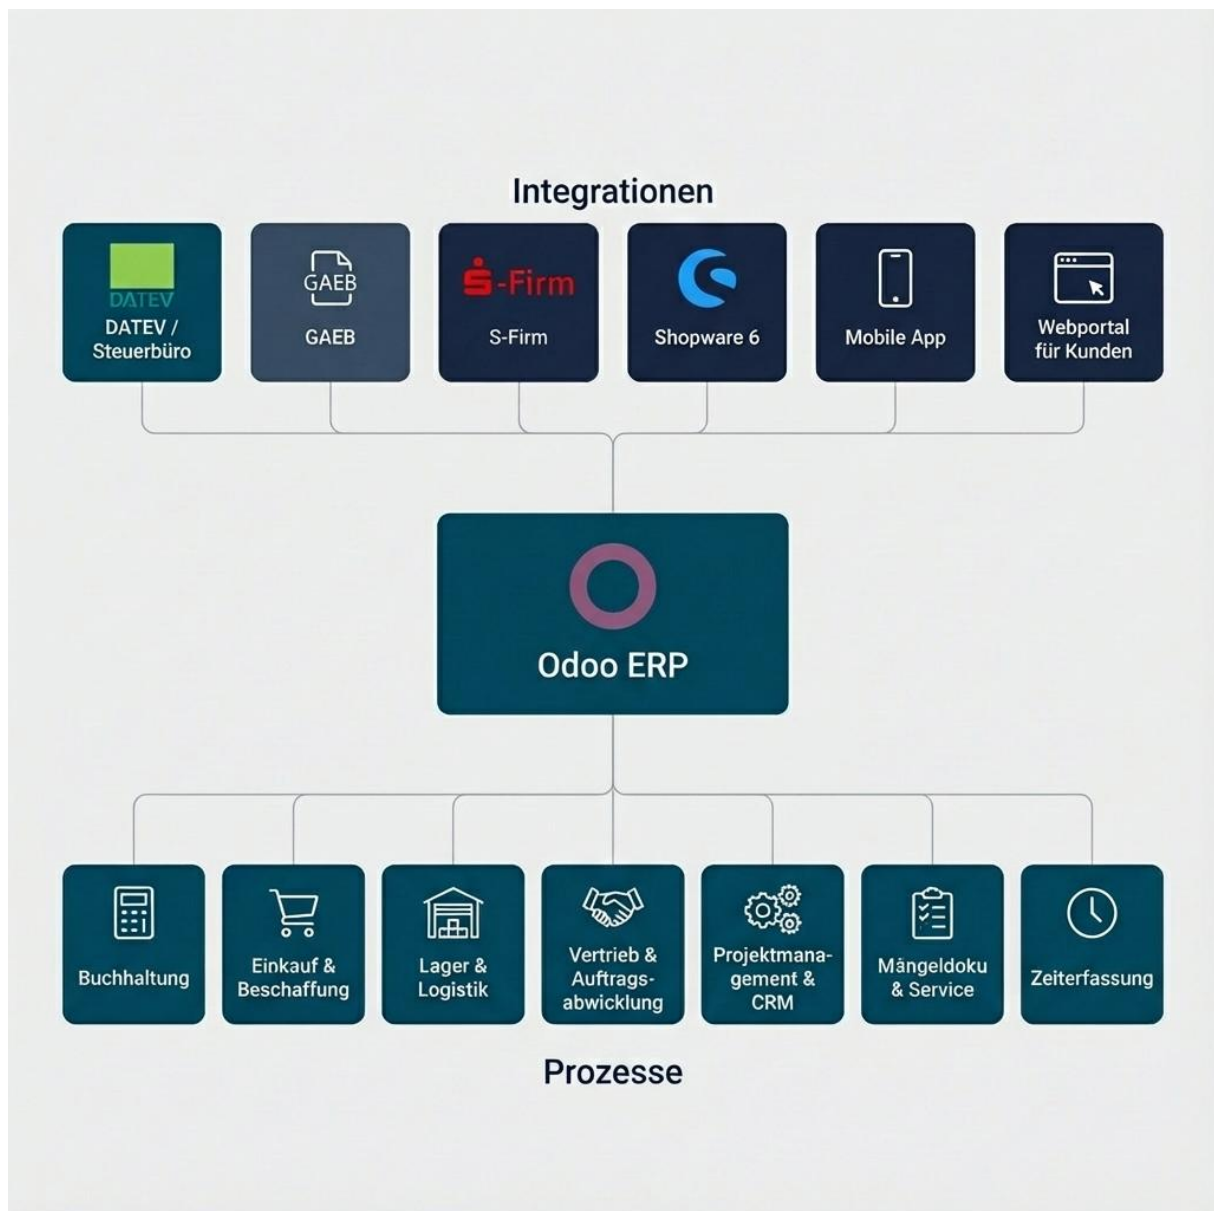 Integrationen
DATEV
DATEV /
Steuerbüro
GAEB
GAEB
S-Firm
S-Firm
Shopware 6
Mobile App
Webportal
für Kunden
Odoo ERP
Buchhaltung
Einkauf &
Beschaffung
Lager &
Logistik
Vertrieb &
Auftrags-
abwicklung
Projektmana-
gement &
CRM
Mängeldoku
& Service
Zeiterfassung
Prozesse